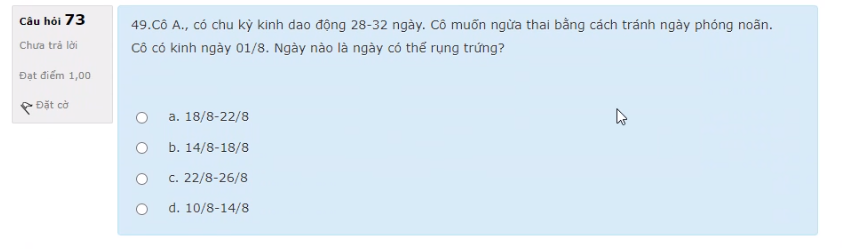 Câu hỏi 73
Chưa trả lời
Đạt điểm 1,00
Đặt cờ
49.Cô A., có chu kỳ kinh dao động 28-32 ngày. Cô muốn ngừa thai bằng cách tránh ngày phóng noãn.
Cô có kinh ngày 01/8. Ngày nào là ngày có thể rụng trứng?
a. 18/8-22/8
b. 14/8-18/8
c. 22/8-26/8
d. 10/8-14/8